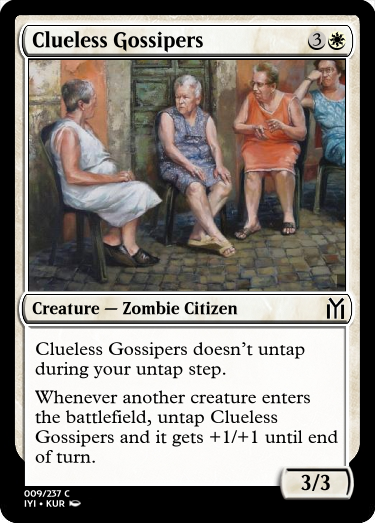 Clueless Gossipers 3
Creature — Zombie Citizen
Clueless Gossipers doesn't untap
during your untap step.
Whenever another creature enters
the battlefield, untap Clueless
Gossipers and it gets +1/+1 until end
of turn.
3/3
009/237 C
IYI • KUR